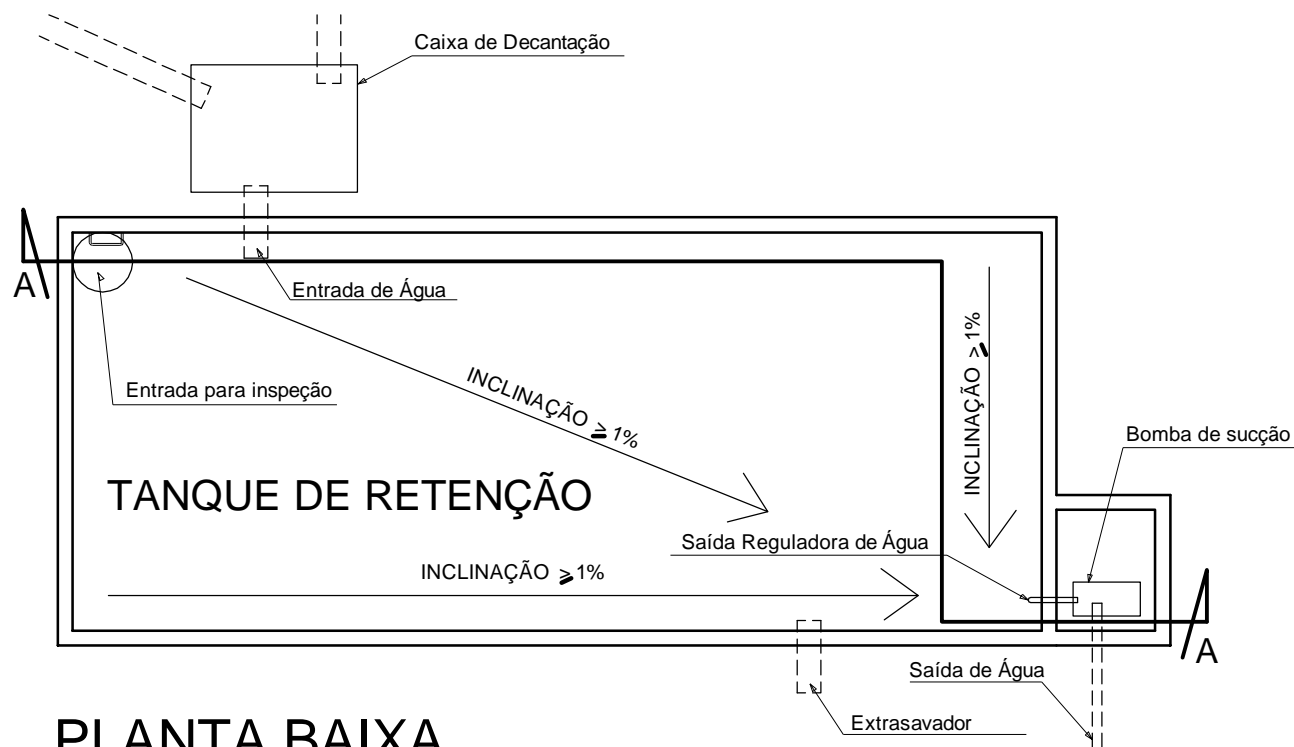 Caixa de Decantação
A
Entrada de Água
INCLINAÇÃO ≥ 1%
INCLINAÇÃO ≥ 1%
Entrada para inspeção
Bomba de sucção
TANQUE DE RETENÇÃO
Saída Reguladora de Água
INCLINAÇÃO ≥ 1%
A
Saída de Água
Extrasavador
PLANTA BAIXA